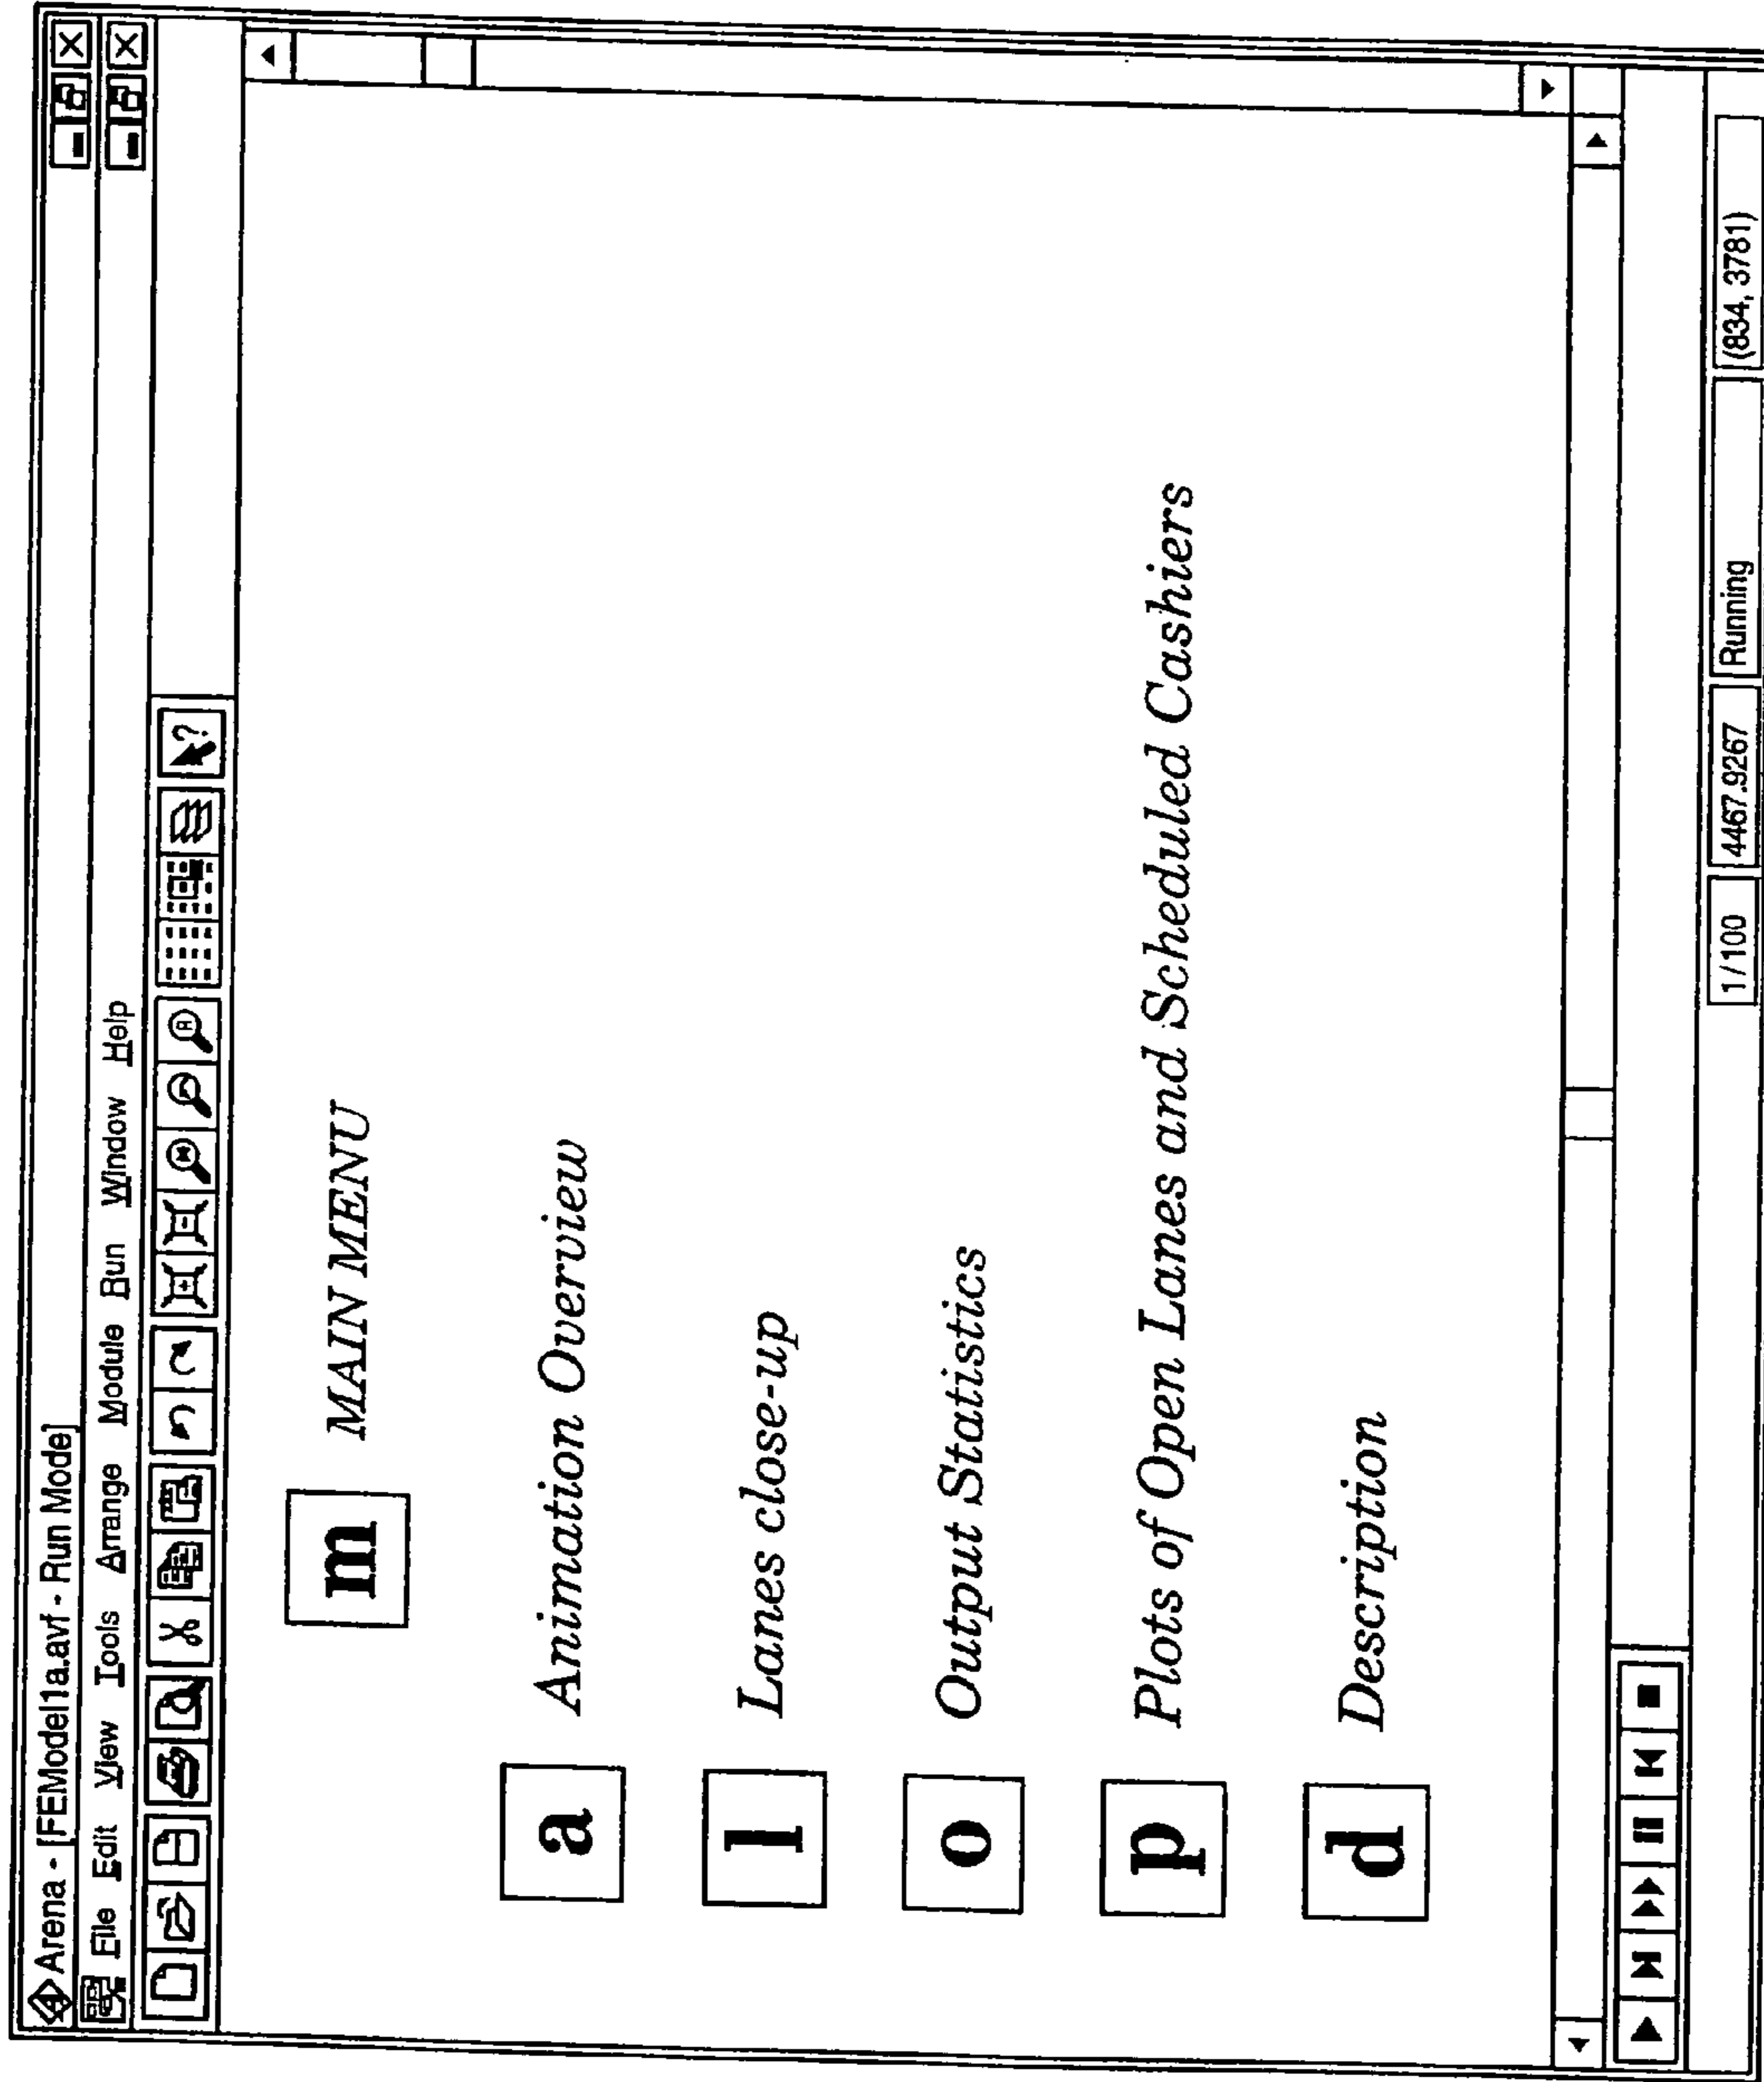 Arena - [FEModel1a.avf - Run Mode]
File Edit View Tools Arrange Module Run Window Help
m MAIN MENU
a Animation Overview
l Lanes close-up
o Output Statistics
p Plots of Open Lanes and Scheduled Cashiers
d Description
1/100 4467.9267 Running (834, 3781)